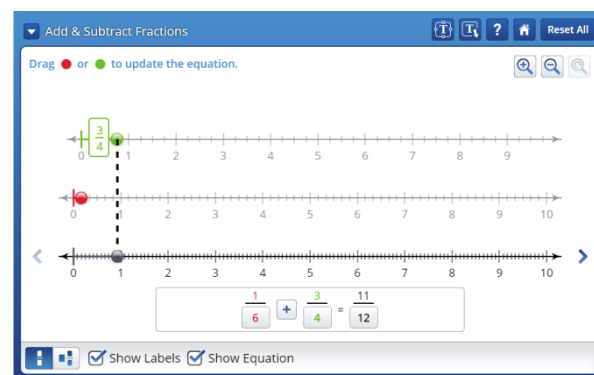 Add & Subtract Fractions
T T ? Reset All
Drag or to update the equation.
3/4
0 1 2 3 4 5 6 7 8 9
0 1 2 3 4 5 6 7 8 9 10
0 1 2 3 4 5 6 7 8 9 10
1/6 + 3/4 = 11/12
Show Labels Show Equation